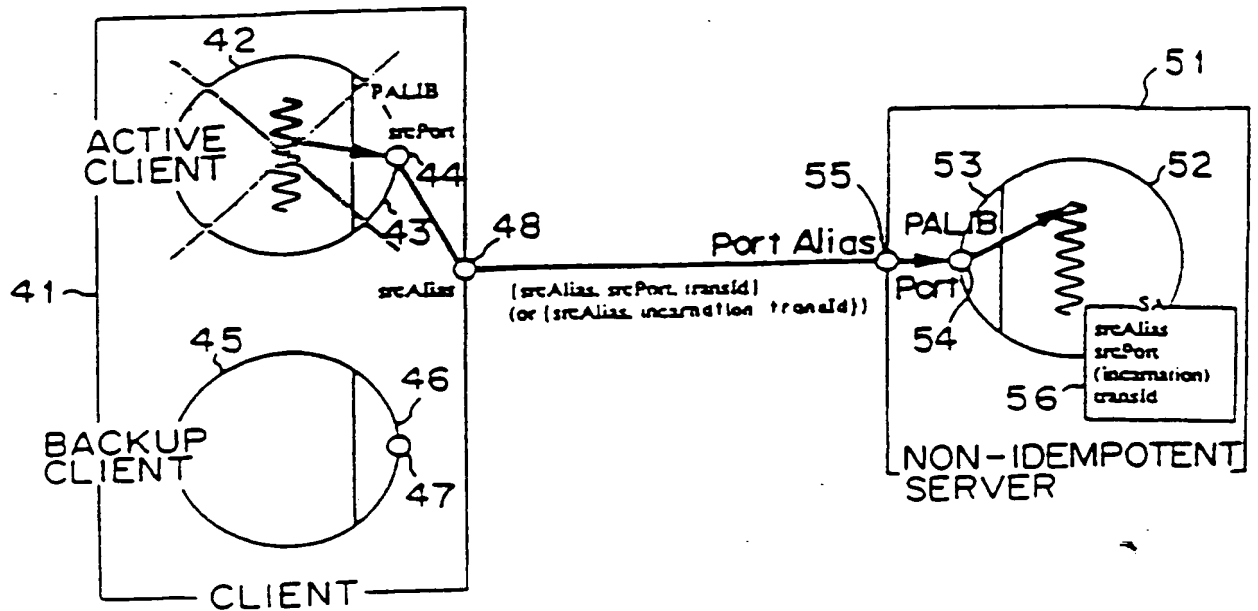 42
PALIB
srcPort
ACTIVE
CLIENT
44
43
48
srcAlias
41
45
46
BACKUP
CLIENT
47
CLIENT
Port Alias
{srcAlias, srcPort, transId}
(or {srcAlias, incarnation transId})
51
55
53
52
PALIB
Port
54
srcAlias
srcPort
(incarnation)
transId
56
NON-IDEMPOTENT
SERVER